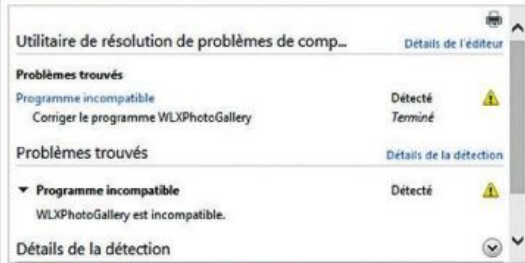 Utilitaire de résolution de problèmes de comp... Détails de l'éditeur
Problèmes trouvés
Programme incompatible Détecté
Corriger le programme WLXPhotoGallery Terminé
Problèmes trouvés Détails de la détection
Programme incompatible Détecté
WLXPhotoGallery est incompatible.
Détails de la détection